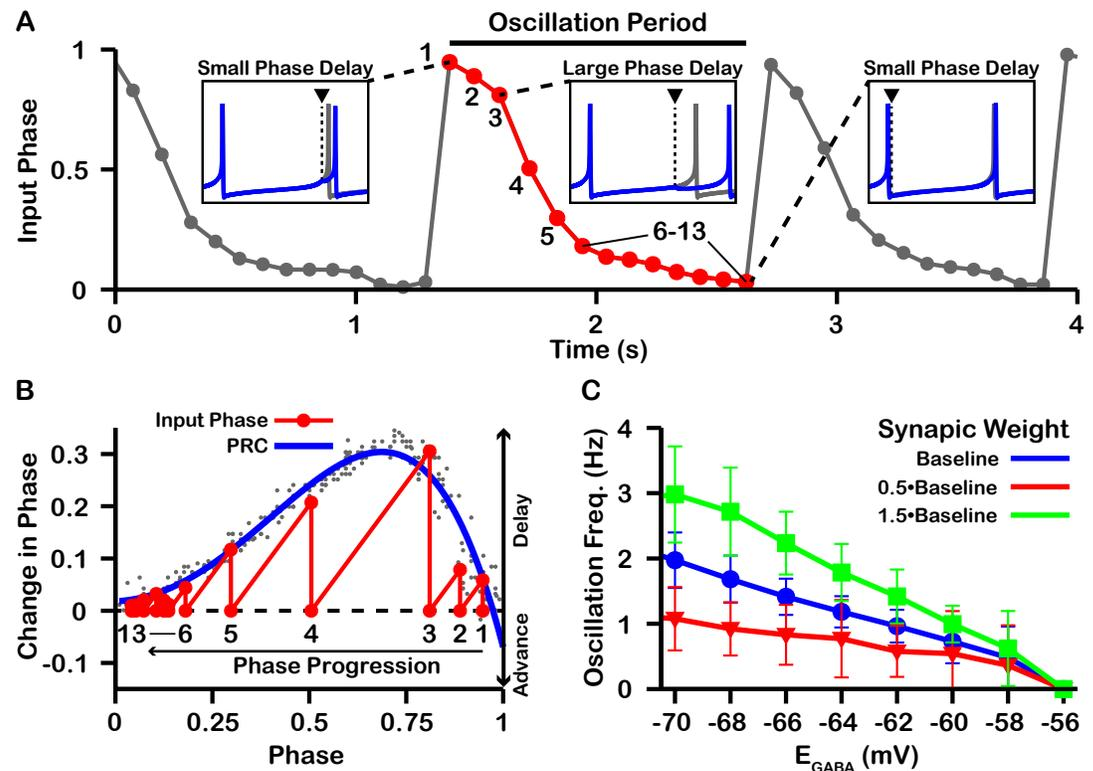 A
Oscillation Period
Input Phase
1
0.5
0
Small Phase Delay
Large Phase Delay
Small Phase Delay
1
2
3
4
5
6-13
0
1
2
3
4
Time (s)
B
Input Phase
PRC
Change in Phase
0.3
0.2
0.1
0
-0.1
Delay
Advance
13
6
5
4
3
2
1
Phase Progression
0
0.25
0.5
0.75
1
Phase
C
Synapic Weight
Baseline
0.5•Baseline
1.5•Baseline
Oscillation Freq. (Hz)
4
3
2
1
0
-70
-68
-66
-64
-62
-60
-58
-56
E_GABA (mV)